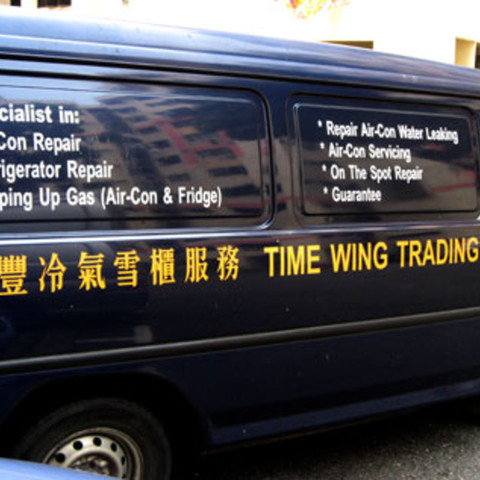 cialist in:
Con Repair
rigerator Repair
ping Up Gas (Air-Con & Fridge)
* Repair Air-Con Water Leaking
* Air-Con Servicing
* On The Spot Repair
* Guarantee
豐冷氣雪櫃服務 TIME WING TRADING